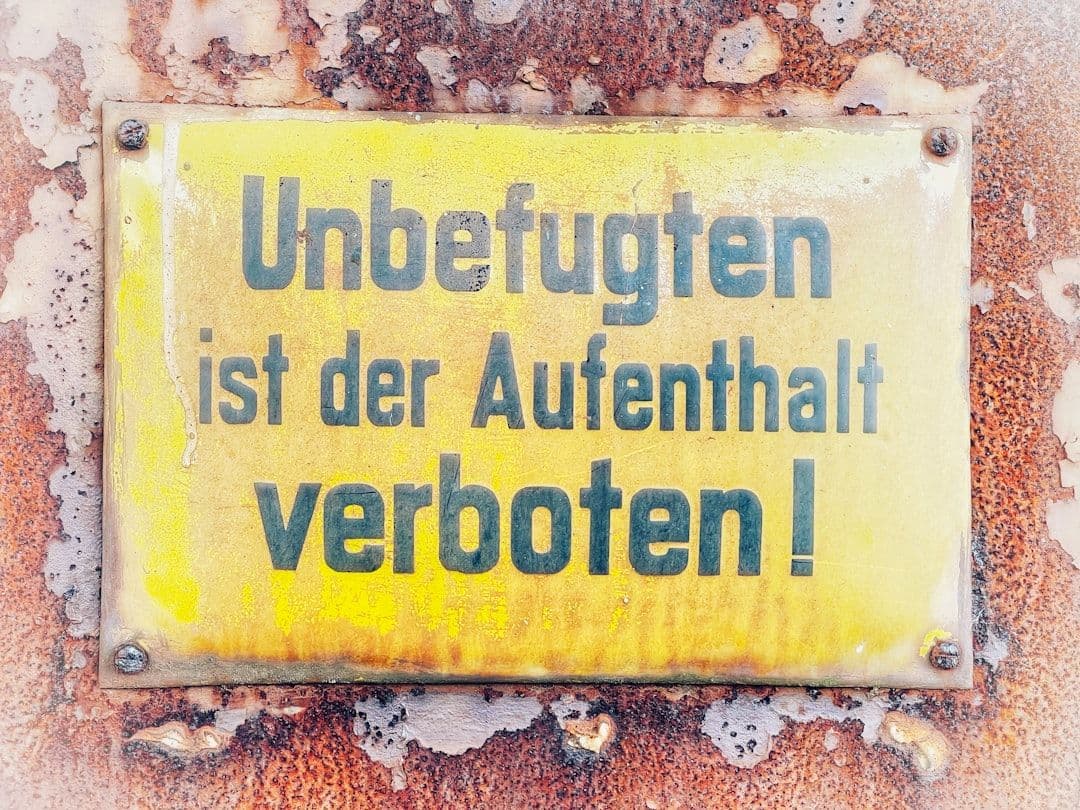 Unbefugten
ist der Aufenthalt
verboten!